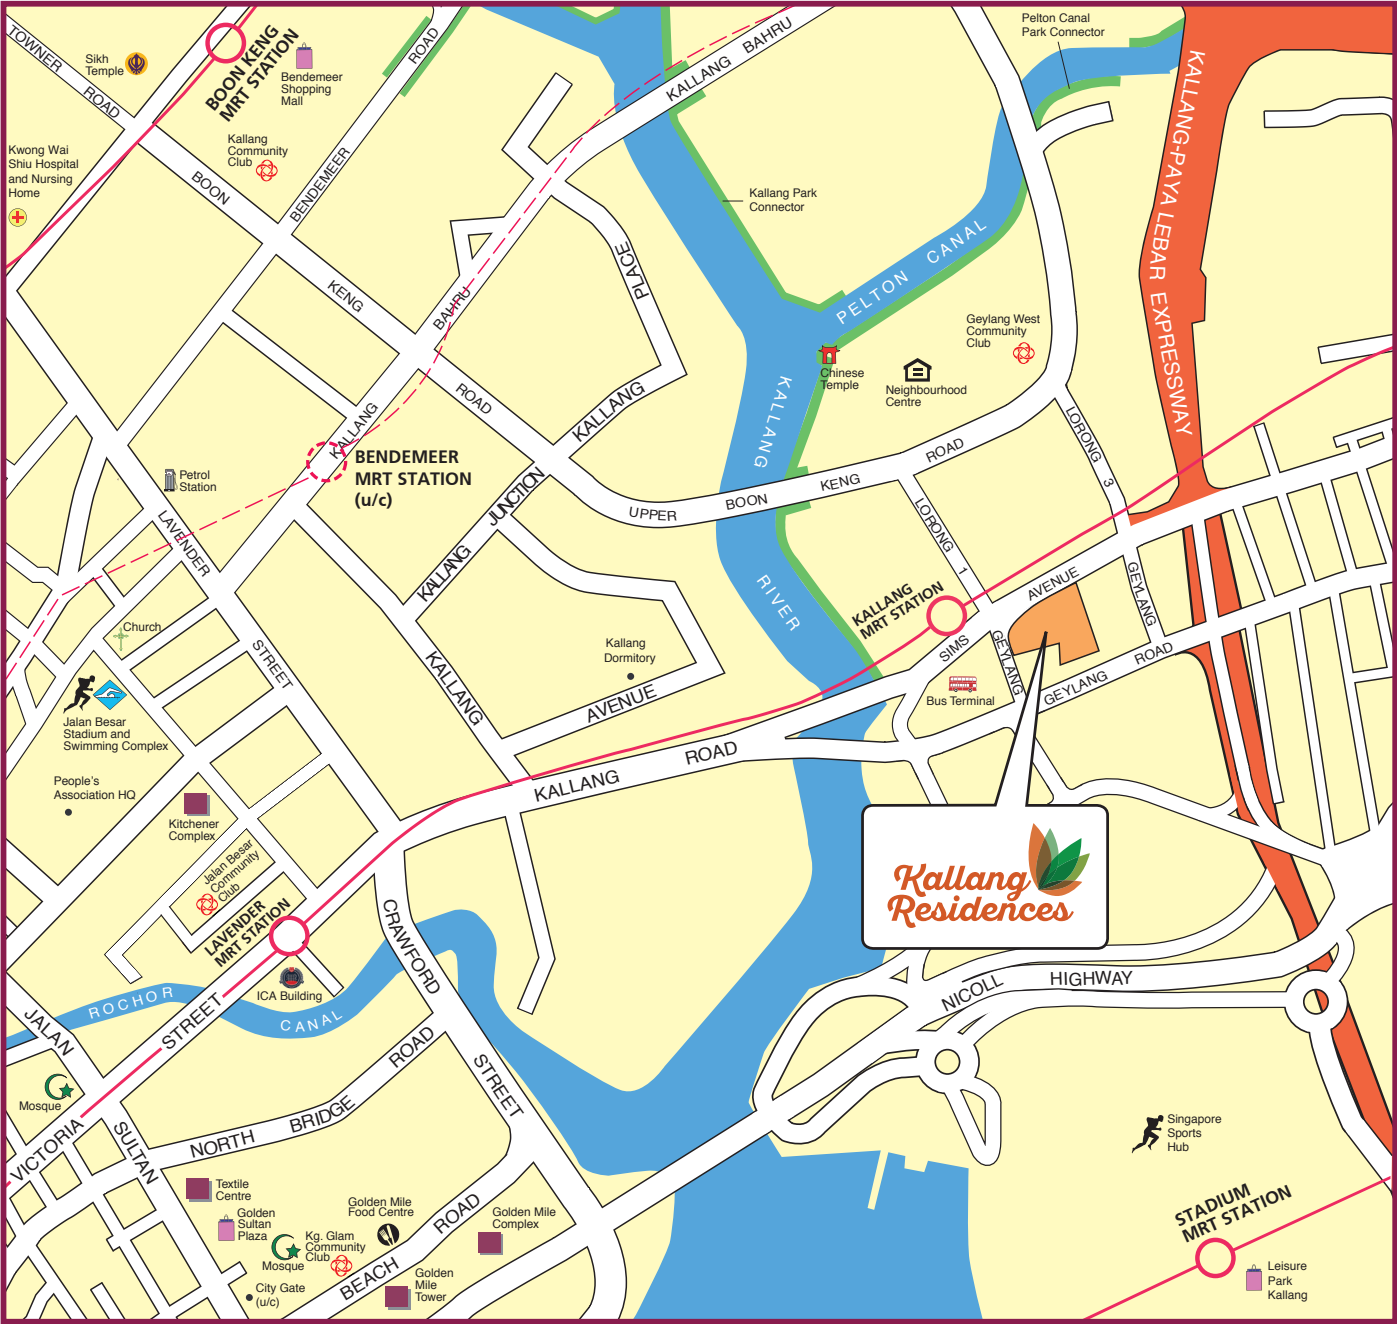 TOWNER
ROAD
Sikh
Temple
BOON KENG
MRT STATION
Bendemeer
Shopping
Mall
ROAD
BENDEMEER
Kallang
Community
Club
Kwong Wai
Shiu Hospital
and Nursing
Home
BOON
KENG
ROAD
UPPER
BOON
KENG
ROAD
KALLANG
BAHRU
BAHRU
KALLANG
PLACE
KALLANG
JUNCTION
KALLANG
Pelton Canal
Park Connector
Kallang Park
Connector
PELTON CANAL
KALLANG-PAYA LEBAR EXPRESSWAY
Geylang West
Community
Club
Chinese
Temple
Neighbourhood
Centre
KALLANG
RIVER
BENDEMEER
MRT STATION
(u/c)
Petrol
Station
LAVENDER
STREET
Church
LORONG 3
GEYLANG
LORONG 1
GEYLANG
KALLANG
MRT STATION
SIMS
AVENUE
GEYLANG
ROAD
Bus Terminal
Kallang
Dormitory
KALLANG
AVENUE
KALLANG
ROAD
Jalan Besar
Stadium and
Swimming Complex
People's
Association HQ
Kitchener
Complex
Jalan Besar
Community
Club
LAVENDER
MRT STATION
ICA Building
Kallang
Residences
CRAWFORD
STREET
ROCHOR
CANAL
NICOLL
HIGHWAY
JALAN
SULTAN
VICTORIA
STREET
Mosque
NORTH
BRIDGE
ROAD
Textile
Centre
Golden
Sultan
Plaza
Mosque
Kg. Glam
Community
Club
Golden Mile
Food Centre
City Gate
(u/c)
BEACH
ROAD
Golden Mile
Complex
Golden
Mile
Tower
Singapore
Sports
Hub
STADIUM
MRT STATION
Leisure
Park
Kallang